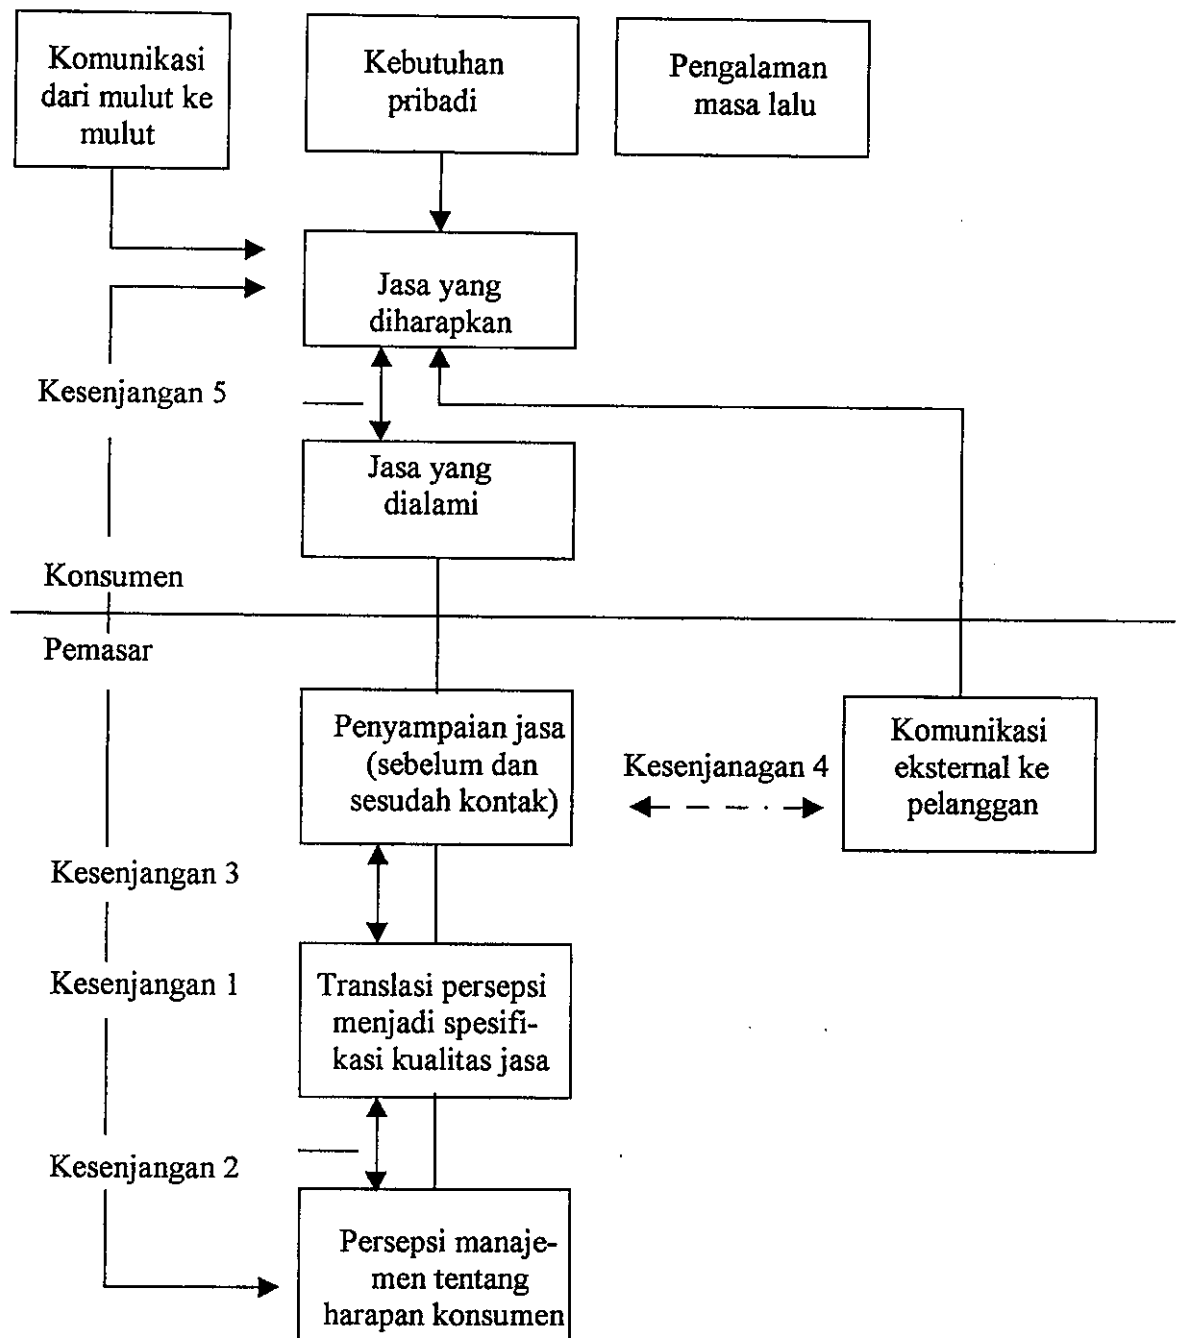 Komunikasi
dari mulut ke
mulut
Kebutuhan
pribadi
Pengalaman
masa lalu
Jasa yang
diharapkan
Kesenjangan 5
Jasa yang
dialami
Konsumen
Pemasar
Penyampaian jasa
(sebelum dan
sesudah kontak)
Kesenjanagan 4
Komunikasi
eksternal ke
pelanggan
Kesenjangan 3
Kesenjangan 1
Translasi persepsi
menjadi spesifi-
kasi kualitas jasa
Kesenjangan 2
Persepsi manaje-
men tentang
harapan konsumen